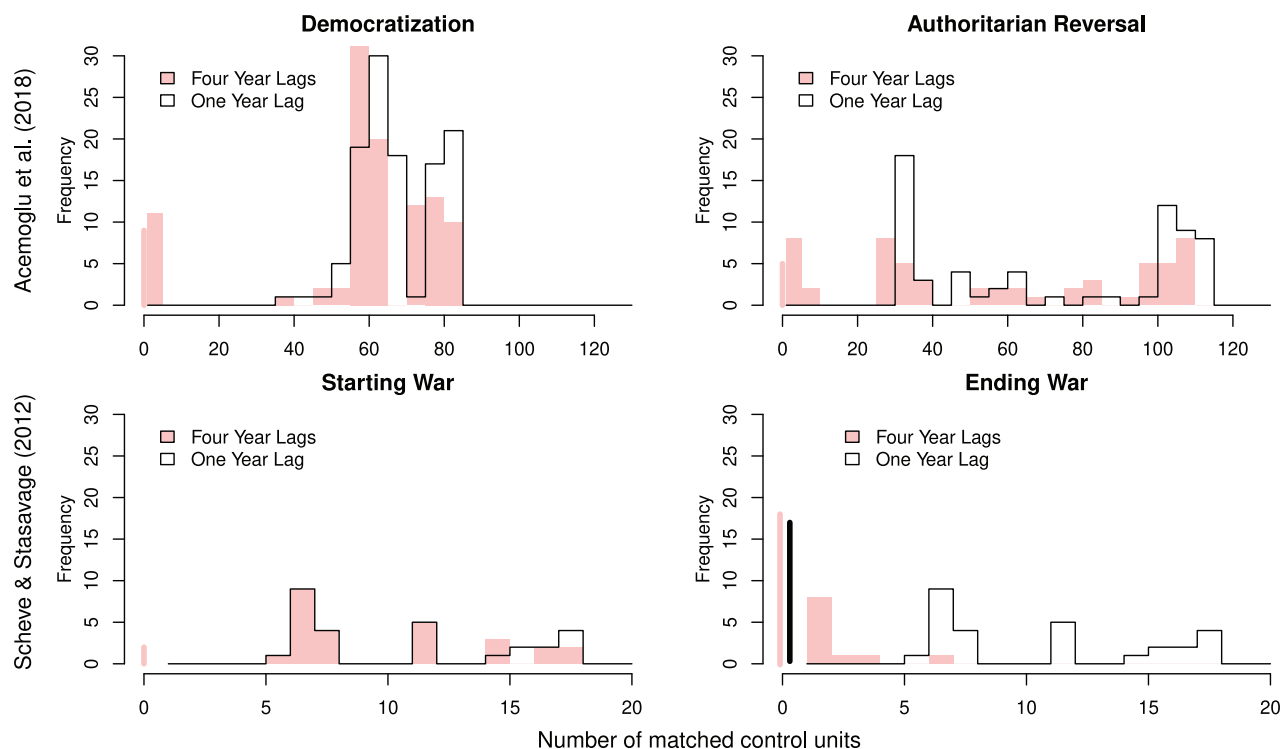 Democratization
Authoritarian Reversal
Acemoglu et al. (2018)
Frequency
0 5 10 15 20 25 30
Four Year Lags
One Year Lag
0 20 40 60 80 100 120
Frequency
0 5 10 15 20 25 30
Four Year Lags
One Year Lag
0 20 40 60 80 100 120
Starting War
Ending War
Scheve & Stasavage (2012)
Frequency
0 5 10 15 20 25 30
Four Year Lags
One Year Lag
0 5 10 15 20
Frequency
0 5 10 15 20 25 30
Four Year Lags
One Year Lag
0 5 10 15 20
Number of matched control units